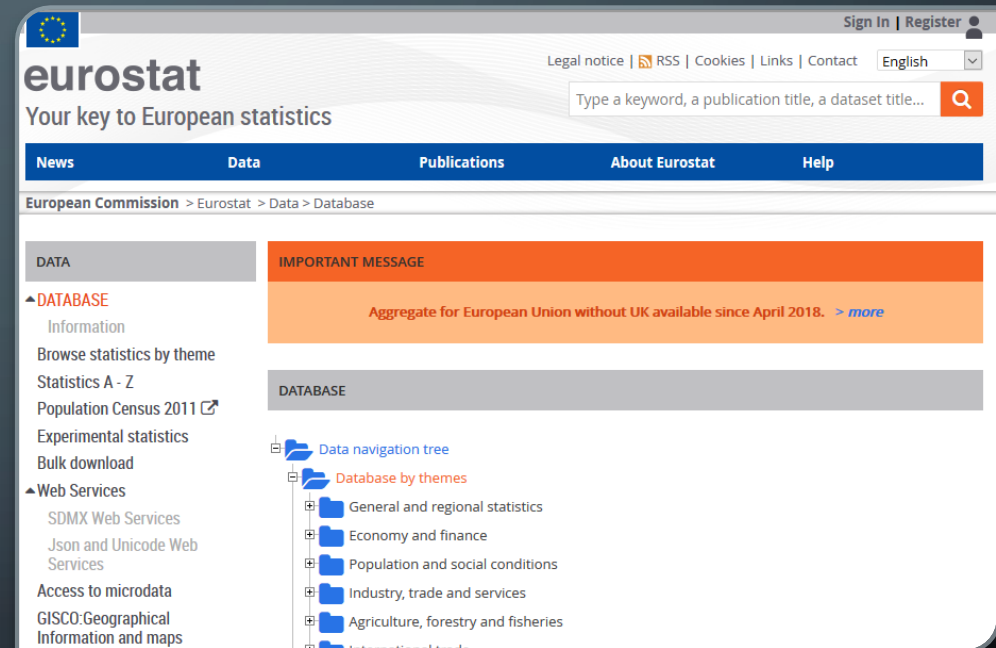 Sign In | Register
Legal notice | RSS | Cookies | Links | Contact
English
eurostat
Your key to European statistics
Type a keyword, a publication title, a dataset title...
News Data Publications About Eurostat Help
European Commission > Eurostat > Data > Database
DATA
DATABASE
Information
Browse statistics by theme
Statistics A - Z
Population Census 2011
Experimental statistics
Bulk download
Web Services
SDMX Web Services
Json and Unicode Web
Services
Access to microdata
GISCO:Geographical
Information and maps
IMPORTANT MESSAGE
Aggregate for European Union without UK available since April 2018. > more
DATABASE
Data navigation tree
Database by themes
General and regional statistics
Economy and finance
Population and social conditions
Industry, trade and services
Agriculture, forestry and fisheries
International trade